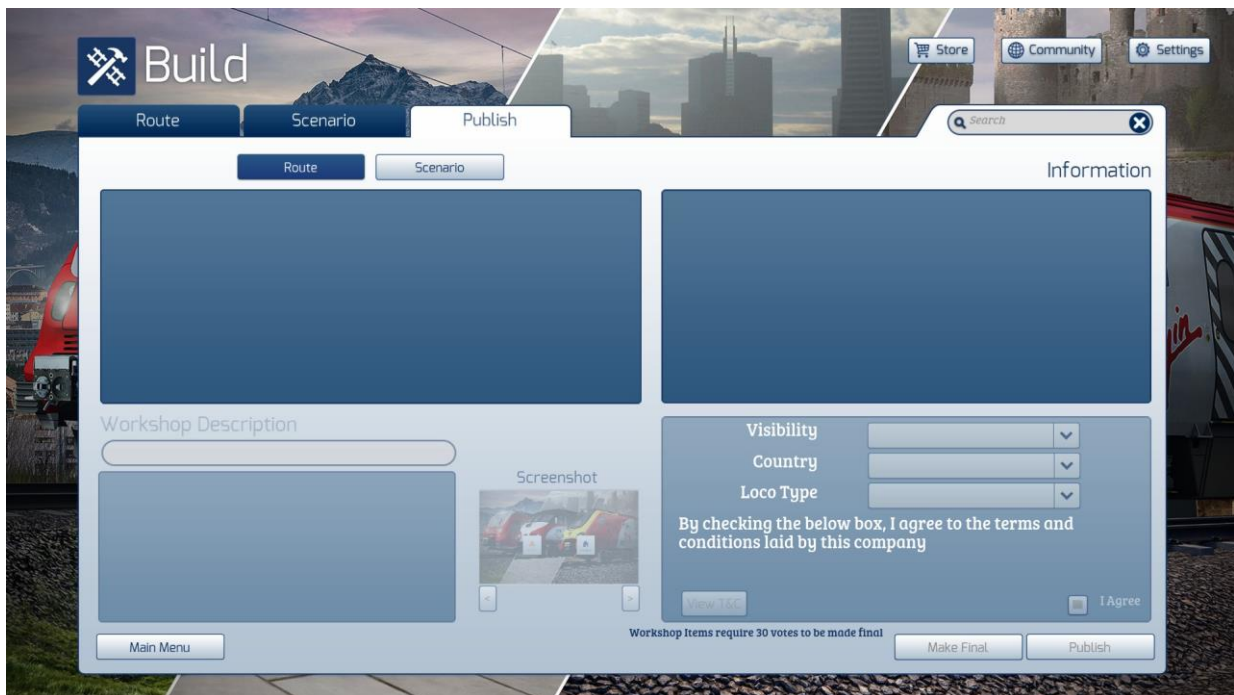 Build
Store
Community
Settings
Route
Scenario
Publish
Search
Route
Scenario
Information
Workshop Description
Screenshot
<
>
Visibility
Country
Loco Type
By checking the below box, I agree to the terms and
conditions laid by this company
View T&C
I Agree
Main Menu
Workshop Items require 30 votes to be made final
Make Final
Publish